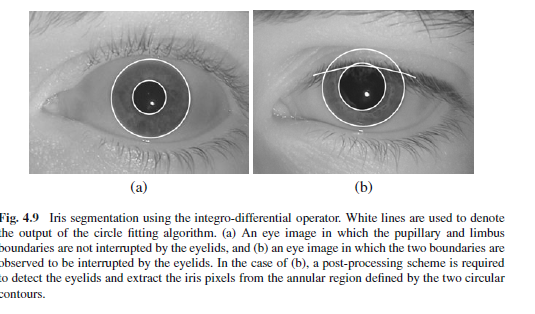 (a)
(b)
Fig. 4.9 Iris segmentation using the integro-differential operator. White lines are used to denote
the output of the circle fitting algorithm. (a) An eye image in which the pupillary and limbus
boundaries are not interrupted by the eyelids, and (b) an eye image in which the two boundaries are
observed to be interrupted by the eyelids. In the case of (b), a post-processing scheme is required
to detect the eyelids and extract the iris pixels from the annular region defined by the two circular
contours.